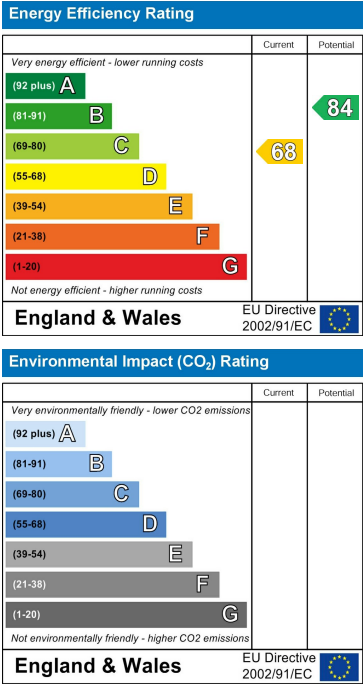 Energy Efficiency Rating
Current Potential
Very energy efficient - lower running costs
(92 plus) A
(81-91) B
(69-80) C
(55-68) D
(39-54) E
(21-38) F
(1-20) G
68
84
Not energy efficient - higher running costs
England & Wales
EU Directive
2002/91/EC
Environmental Impact (CO₂) Rating
Current Potential
Very environmentally friendly - lower CO2 emissions
(92 plus) A
(81-91) B
(69-80) C
(55-68) D
(39-54) E
(21-38) F
(1-20) G
Not environmentally friendly - higher CO2 emissions
England & Wales
EU Directive
2002/91/EC